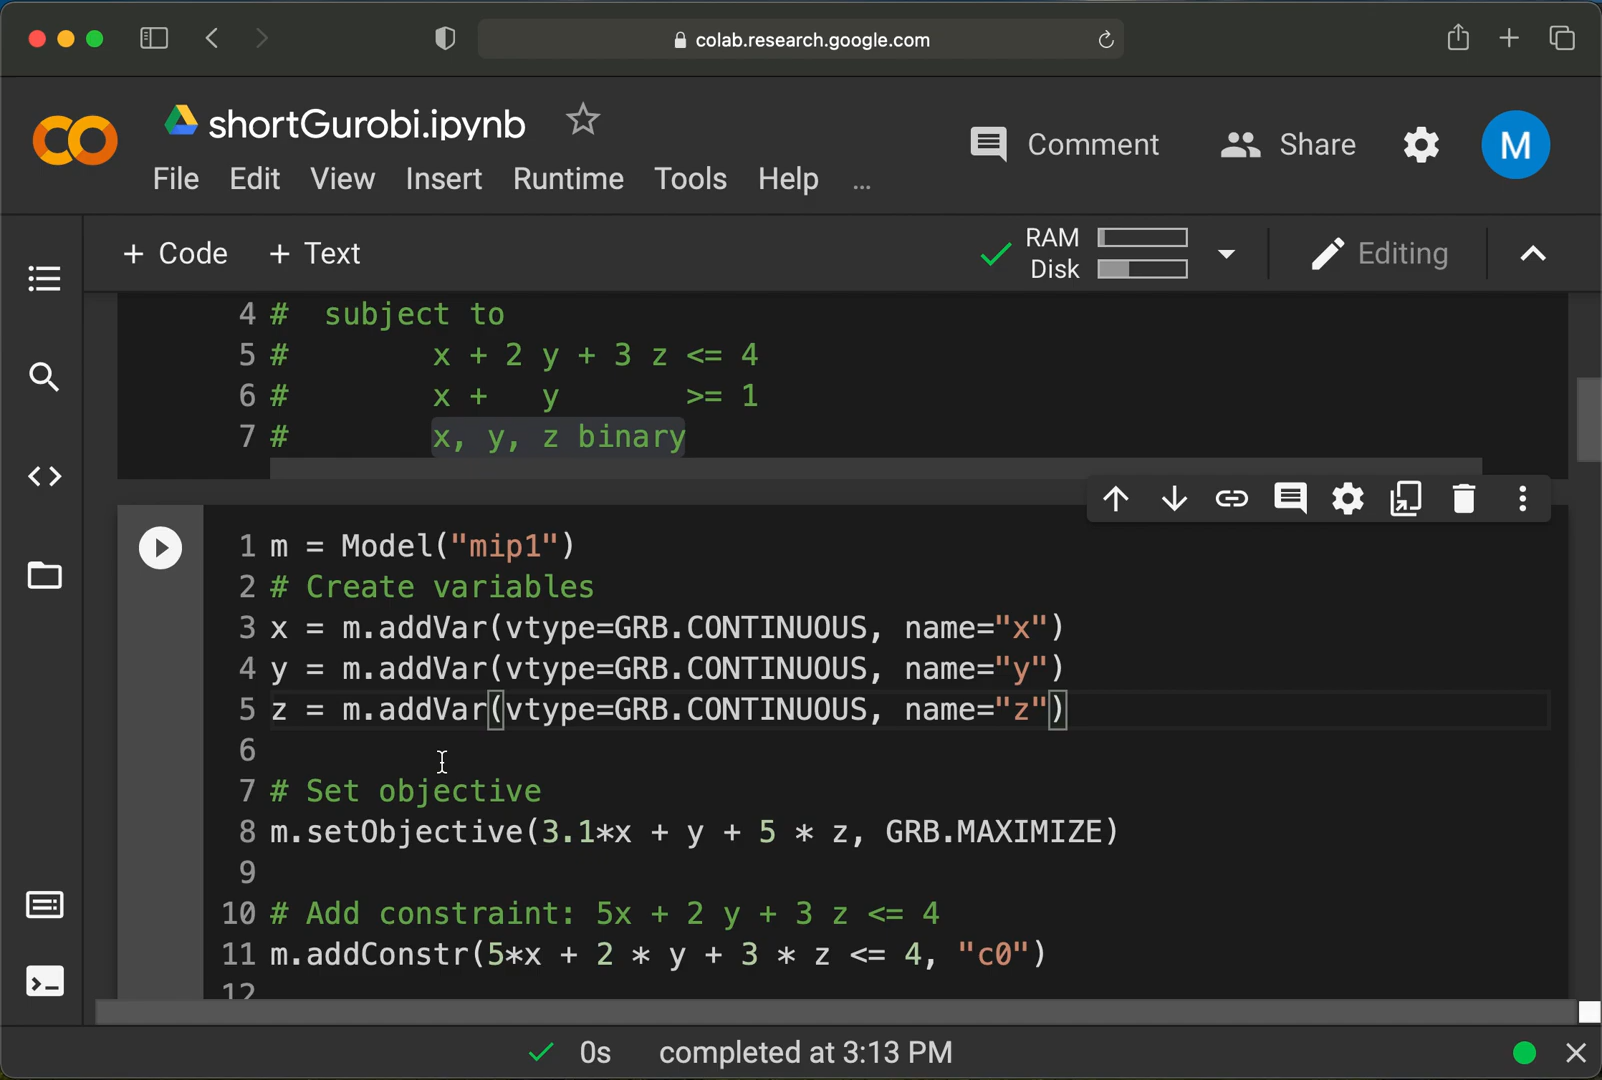 colab.research.google.com
shortGurobi.ipynb
Comment
Share
M
File Edit View Insert Runtime Tools Help ...
+ Code + Text
RAM
Disk
Editing
4 # subject to
5 # x + 2 y + 3 z <= 4
6 # x + y >= 1
7 # x, y, z binary
1 m = Model("mip1")
2 # Create variables
3 x = m.addVar(vtype=GRB.CONTINUOUS, name="x")
4 y = m.addVar(vtype=GRB.CONTINUOUS, name="y")
5 z = m.addVar(vtype=GRB.CONTINUOUS, name="z")
6
7 # Set objective
8 m.setObjective(3.1*x + y + 5 * z, GRB.MAXIMIZE)
9
10 # Add constraint: 5x + 2 y + 3 z <= 4
11 m.addConstr(5*x + 2 * y + 3 * z <= 4, "c0")
12
0s completed at 3:13 PM